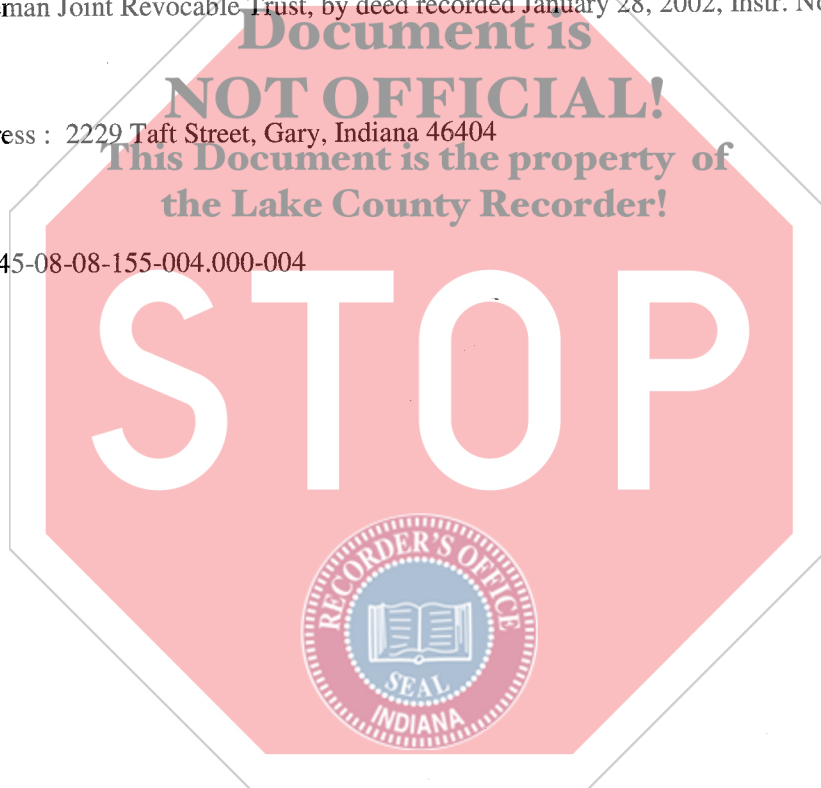 eman Joint Revocable Trust, by deed recorded January 28, 2002, Instr. No
Document is
NOT OFFICIAL!
ess : 2229 Taft Street, Gary, Indiana 46404
This Document is the property of
the Lake County Recorder!
45-08-08-155-004.000-004
STOP
RECORDER'S OFFICE
SEAL
INDIANA